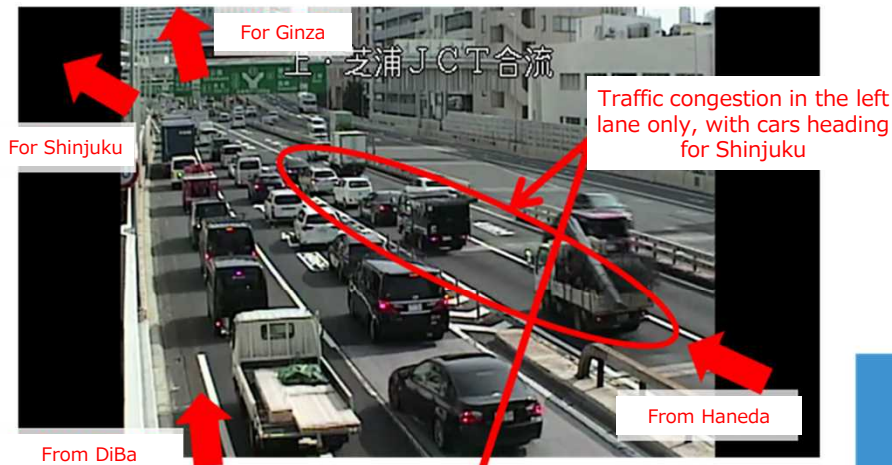 For Ginza
上・芝浦JCT合流
Traffic congestion in the left
lane only, with cars heading
for Shinjuku
For Shinjuku
From Haneda
From DiBa